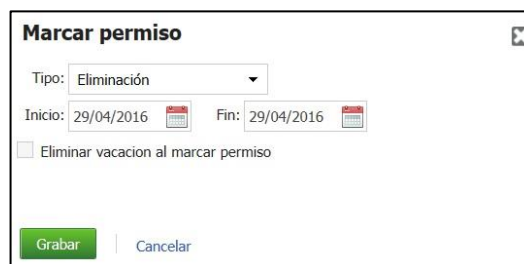 Marcar permiso
Tipo: Eliminación
Inicio: 29/04/2016 Fin: 29/04/2016
Eliminar vacacion al marcar permiso
Grabar Cancelar